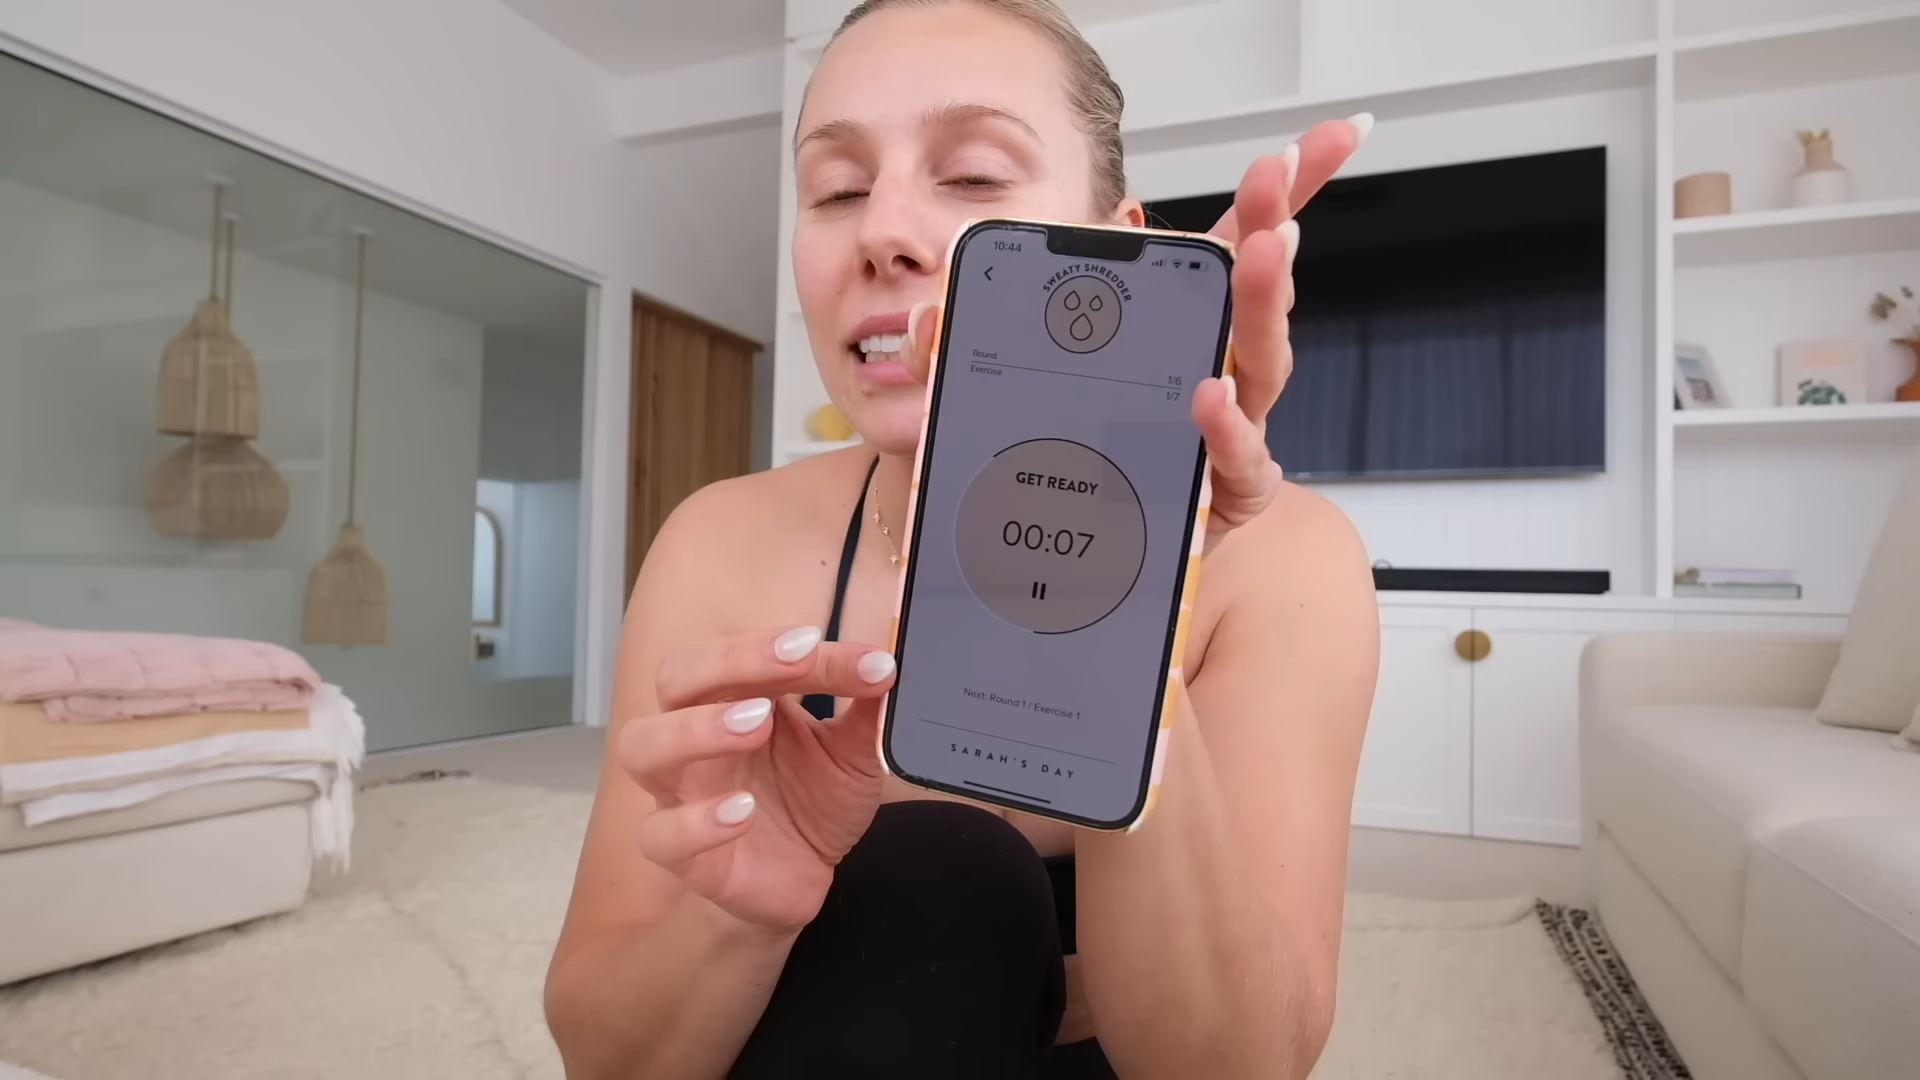 10:44
SWEATY SHREDDER
Round 1/6
Exercise 1/7
GET READY
00:07
Next: Round 1 / Exercise 1
SARAH'S DAY